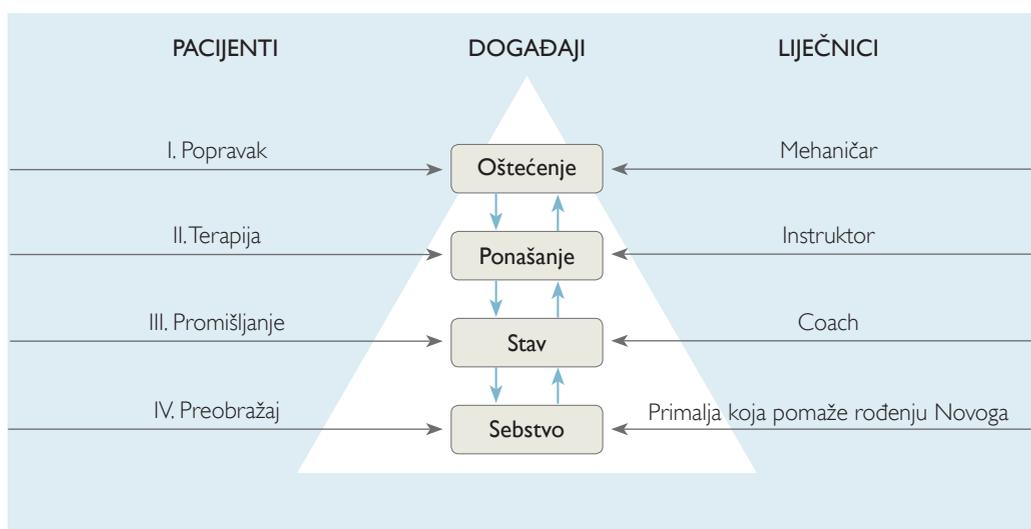 PACIJENTI DOGAĐAJI LIJEČNICI
I. Popravak Oštećenje Mehaničar
II. Terapija Ponašanje Instruktor
III. Promišljanje Stav Coach
IV. Preobražaj Sebstvo Primalja koja pomaže rođenju Novoga